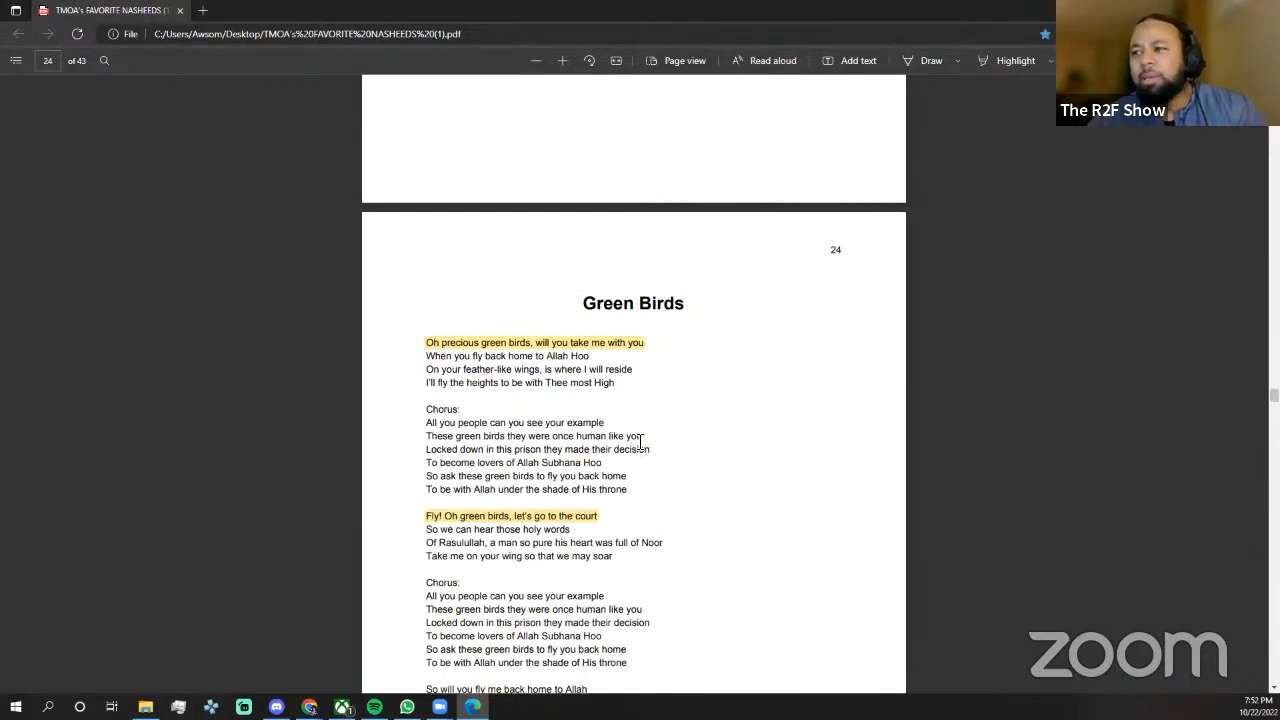 TMOA's FAVORITE NASHEEDS (1
File
C:/Users/Awsom/Desktop/TMOA's%20FAVORITE%20NASHEEDS%20(1).pdf
24 of 43
Page view
Read aloud
Add text
Draw
Highlight
The R2F Show
24
Green Birds
Oh precious green birds, will you take me with you
When you fly back home to Allah Hoo
On your feather-like wings, is where I will reside
I'll fly the heights to be with Thee most High
Chorus:
All you people can you see your example
These green birds they were once human like you
Locked down in this prison they made their decision
To become lovers of Allah Subhana Hoo
So ask these green birds to fly you back home
To be with Allah under the shade of His throne
Fly! Oh green birds, let's go to the court
So we can hear those holy words
Of Rasulullah, a man so pure his heart was full of Noor
Take me on your wing so that we may soar
Chorus:
All you people can you see your example
These green birds they were once human like you
Locked down in this prison they made their decision
To become lovers of Allah Subhana Hoo
So ask these green birds to fly you back home
To be with Allah under the shade of His throne
So will you fly me back home to Allah
zoom
7:52 PM
10/22/2022